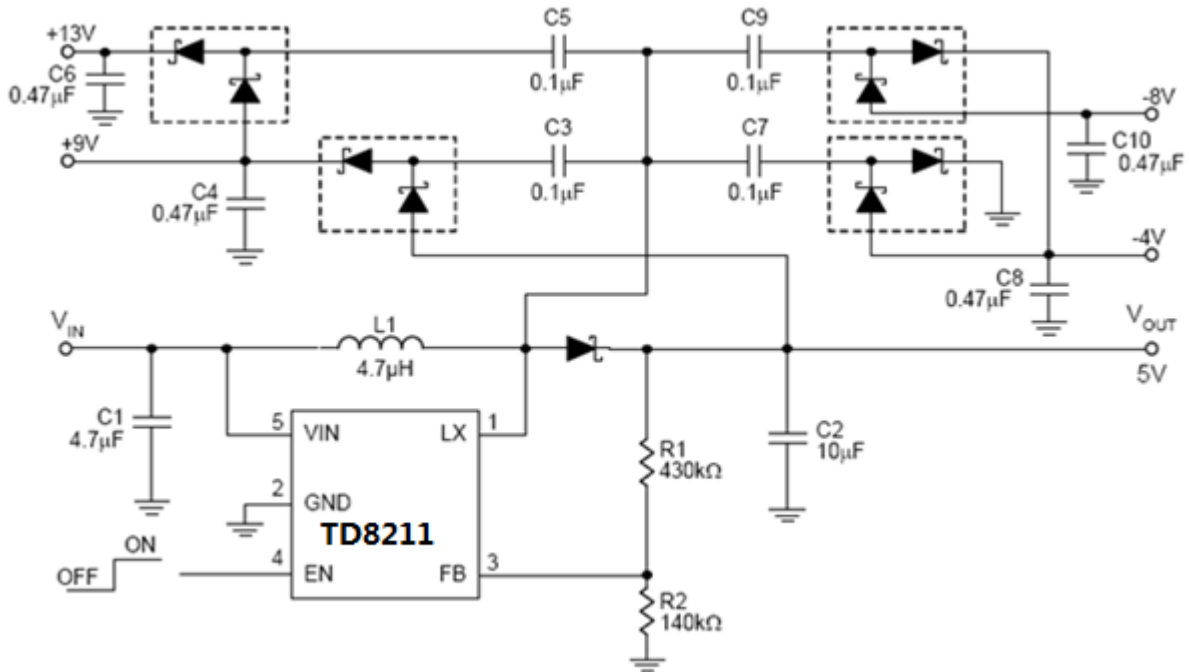 +13V
C5
C9
C6
0.47μF
0.1μF
0.1μF
-8V
+9V
C3
C7
C10
0.47μF
C4
0.47μF
0.1μF
0.1μF
-4V
C8
0.47μF
VIN
L1
4.7μH
VOUT
5V
C1
4.7μF
5
VIN
LX
1
R1
430kΩ
C2
10μF
2
GND
TD8211
ON
OFF
4
EN
FB
3
R2
140kΩ